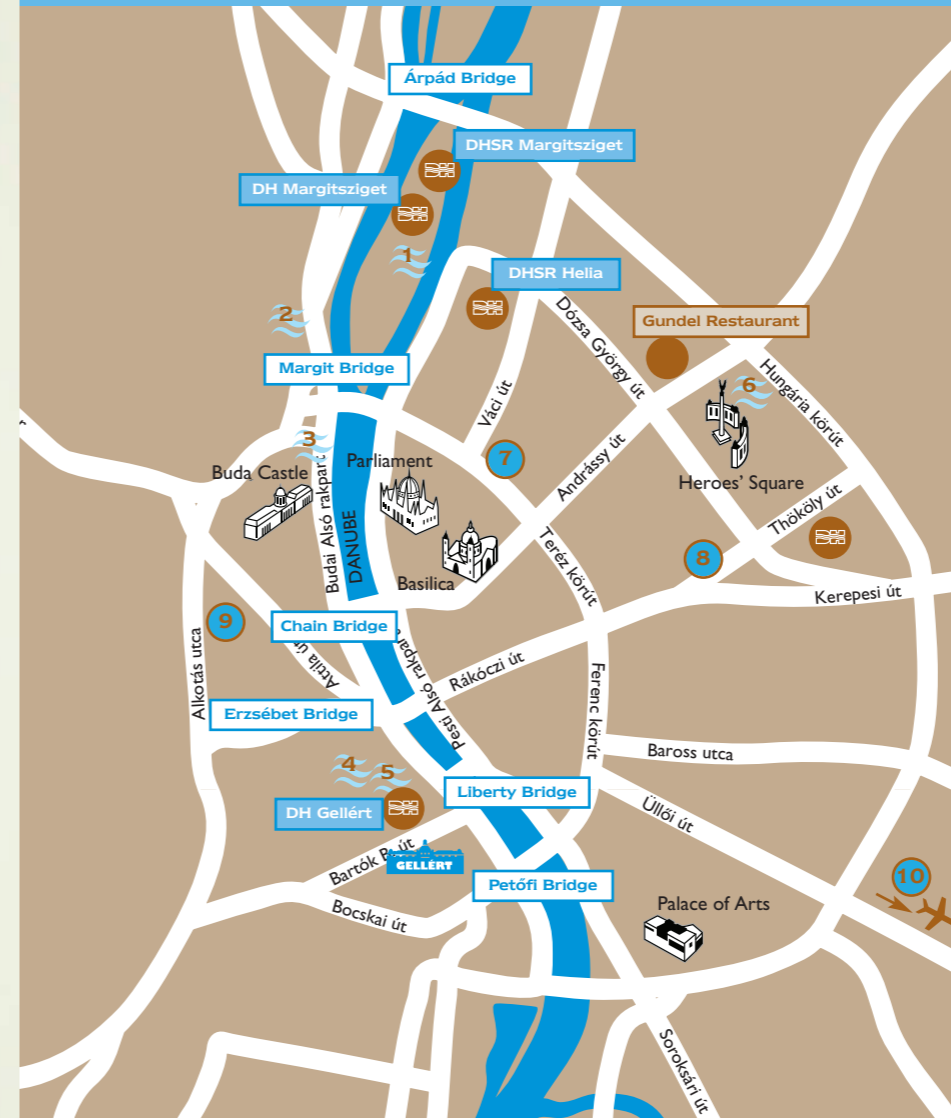 Árpád Bridge
DHSR Margitsziget
DH
DH Margitsziget
DH
1
DHSR Helia
DH
2
Gundel Restaurant
Dózsa György út
Margit Bridge
Hungária körút
6
Váci út
3
Parliament
7
Andrássy út
Buda Castle
Heroes' Square
Budai Alsó rakpart
DANUBE
Thököly út
DH
Teréz körút
8
Basilica
Kerepesi út
9
Chain Bridge
Attila út
Pesti Alsó rakpart
Rákóczi út
Alkotás utca
Ferenc körút
Erzsébet Bridge
Baross utca
4
5
Liberty Bridge
DH Gellért
DH
Üllői út
Bartók B. út
GELLÉRT
Petőfi Bridge
10
Bocskai út
Palace of Arts
Soroksári út